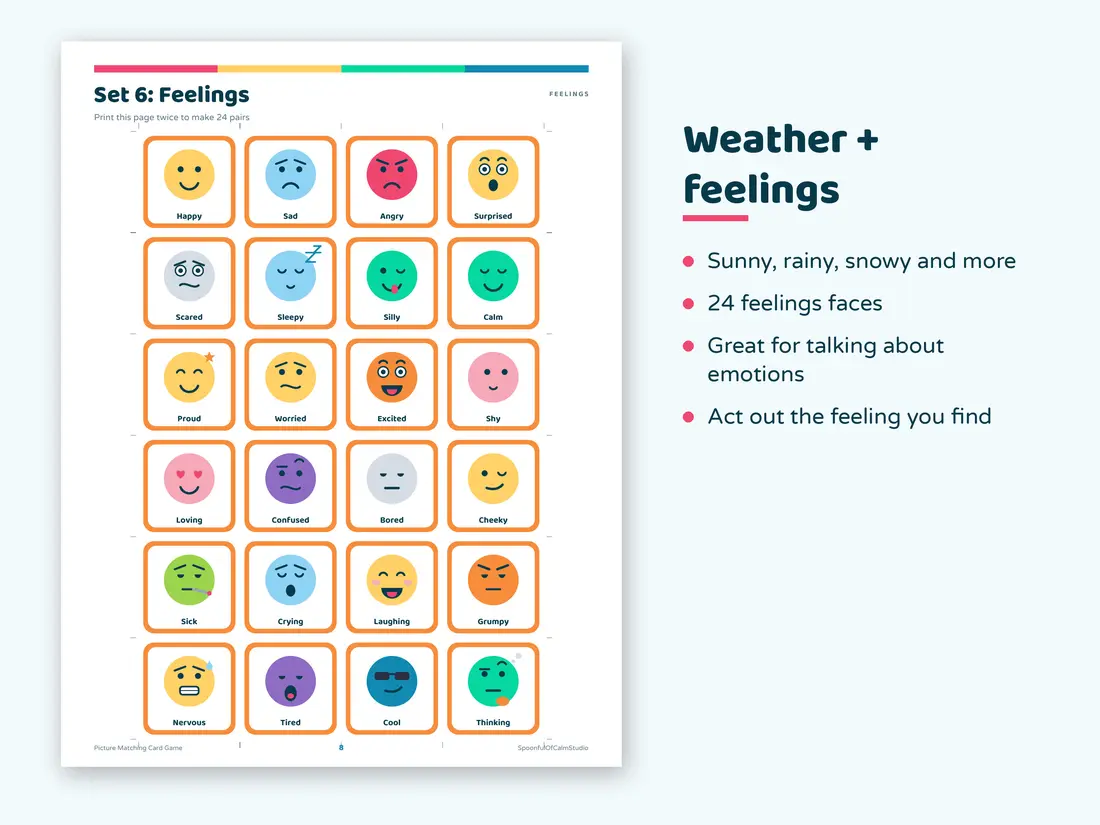 Set 6: Feelings
FEELINGS
Print this page twice to make 24 pairs
Happy
Sad
Angry
Surprised
Scared
Sleepy
Silly
Calm
Proud
Worried
Excited
Shy
Loving
Confused
Bored
Cheeky
Sick
Crying
Laughing
Grumpy
Nervous
Tired
Cool
Thinking
Picture Matching Card Game
8
SpoonfulOfCalmStudio
Weather +
feelings
Sunny, rainy, snowy and more
24 feelings faces
Great for talking about
emotions
Act out the feeling you find